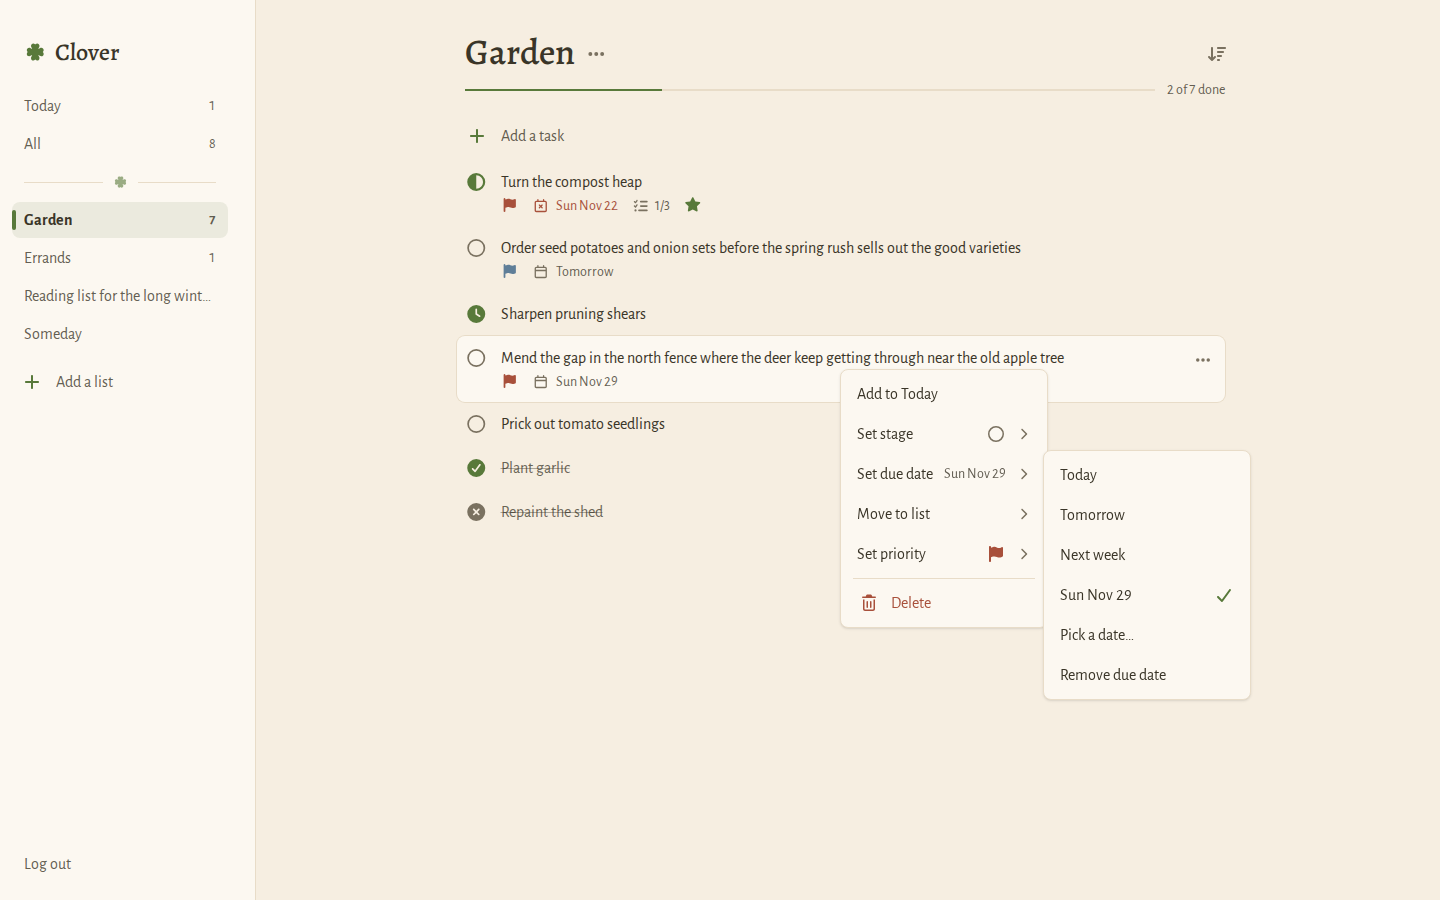 Clover
Today 1
All 8
Garden 7
Errands 1
Reading list for the long wint…
Someday
Add a list
Log out
Garden
2 of 7 done
Add a task
Turn the compost heap
Sun Nov 22 1/3
Order seed potatoes and onion sets before the spring rush sells out the good varieties
Tomorrow
Sharpen pruning shears
Mend the gap in the north fence where the deer keep getting through near the old apple tree
Sun Nov 29
Prick out tomato seedlings
Plant garlic
Repaint the shed
Add to Today
Set stage
Set due date Sun Nov 29
Move to list
Set priority
Delete
Today
Tomorrow
Next week
Sun Nov 29
Pick a date…
Remove due date